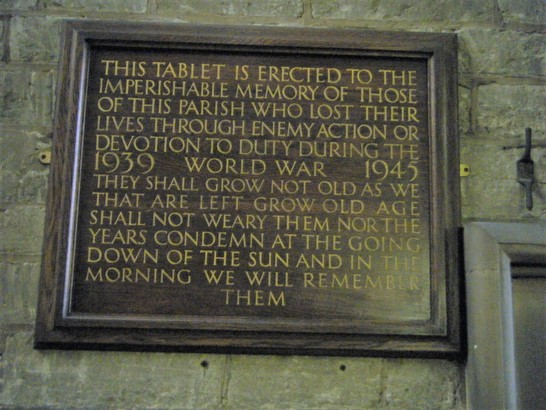 THIS TABLET IS ERECTED TO THE
IMPERISHABLE MEMORY OF THOSE
OF THIS PARISH WHO LOST THEIR
LIVES THROUGH ENEMY ACTION OR
DEVOTION TO DUTY DURING THE
1939 WORLD WAR 1945
THEY SHALL GROW NOT OLD AS WE
THAT ARE LEFT GROW OLD AGE
SHALL NOT WEARY THEM NOR THE
YEARS CONDEMN AT THE GOING
DOWN OF THE SUN AND IN THE
MORNING WE WILL REMEMBER
THEM